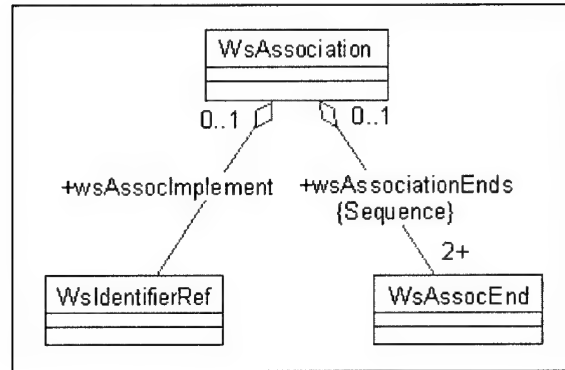 WsAssociation
0..1
0..1
+wsAssocImplement
+wsAssociationEnds
{Sequence}
2+
WsIdentifierRef
WsAssocEnd